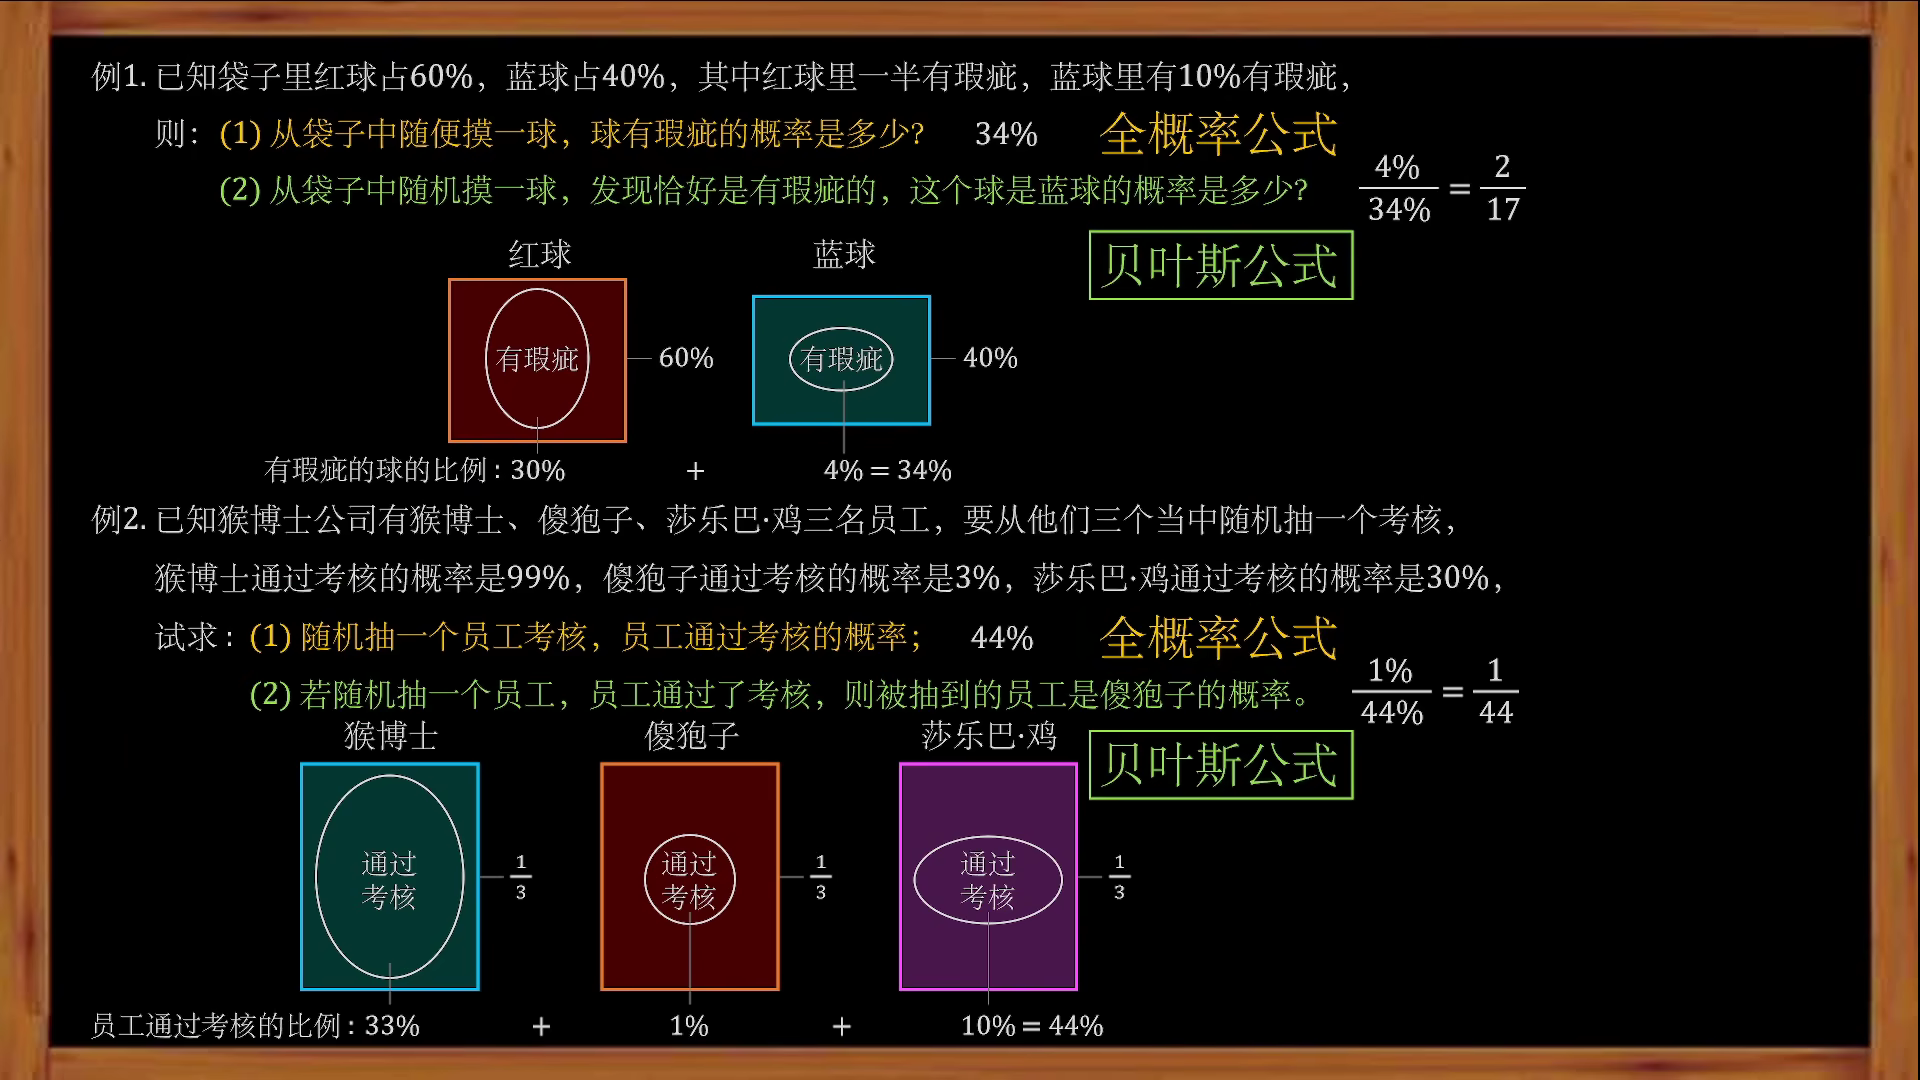 例1. 已知袋子里红球占60%，蓝球占40%，其中红球里一半有瑕疵，蓝球里有10%有瑕疵，
则：(1) 从袋子中随便摸一球，球有瑕疵的概率是多少? 34% 全概率公式
(2) 从袋子中随机摸一球，发现恰好是有瑕疵的，这个球是蓝球的概率是多少? 4%/34% = 2/17
贝叶斯公式
红球 蓝球
有瑕疵 60% 有瑕疵 40%
有瑕疵的球的比例 : 30% + 4% = 34%
例2. 已知猴博士公司有猴博士、傻狍子、莎乐巴·鸡三名员工，要从他们三个当中随机抽一个考核，
猴博士通过考核的概率是99%，傻狍子通过考核的概率是3%，莎乐巴·鸡通过考核的概率是30%，
试求 : (1) 随机抽一个员工考核，员工通过考核的概率； 44% 全概率公式
(2) 若随机抽一个员工，员工通过了考核，则被抽到的员工是傻狍子的概率。 1%/44% = 1/44
猴博士 傻狍子 莎乐巴·鸡 贝叶斯公式
通过 通过 通过
考核 1/3 考核 1/3 考核 1/3
员工通过考核的比例 : 33% + 1% + 10% = 44%